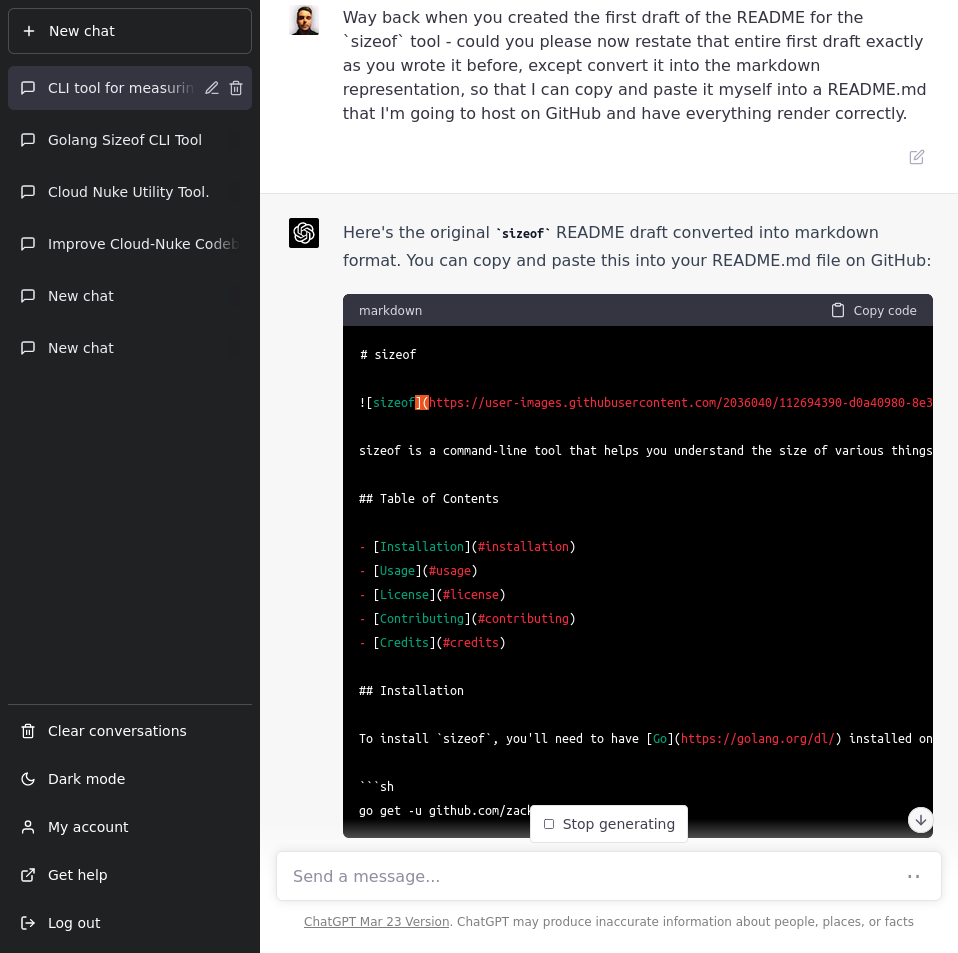 New chat
CLI tool for measurin
Golang Sizeof CLI Tool
Cloud Nuke Utility Tool.
Improve Cloud-Nuke Codeb
New chat
New chat
Clear conversations
Dark mode
My account
Get help
Log out
Way back when you created the first draft of the README for the
`sizeof` tool - could you please now restate that entire first draft exactly
as you wrote it before, except convert it into the markdown
representation, so that I can copy and paste it myself into a README.md
that I'm going to host on GitHub and have everything render correctly.
Here's the original `sizeof` README draft converted into markdown
format. You can copy and paste this into your README.md file on GitHub:
markdown Copy code
# sizeof
![sizeof](https://user-images.githubusercontent.com/2036040/112694390-d0a40980-8e3
sizeof is a command-line tool that helps you understand the size of various things
## Table of Contents
- [Installation](#installation)
- [Usage](#usage)
- [License](#license)
- [Contributing](#contributing)
- [Credits](#credits)
## Installation
To install `sizeof`, you'll need to have [Go](https://golang.org/dl/) installed on
```sh
go get -u github.com/zack
Stop generating
Send a message...
ChatGPT Mar 23 Version. ChatGPT may produce inaccurate information about people, places, or facts